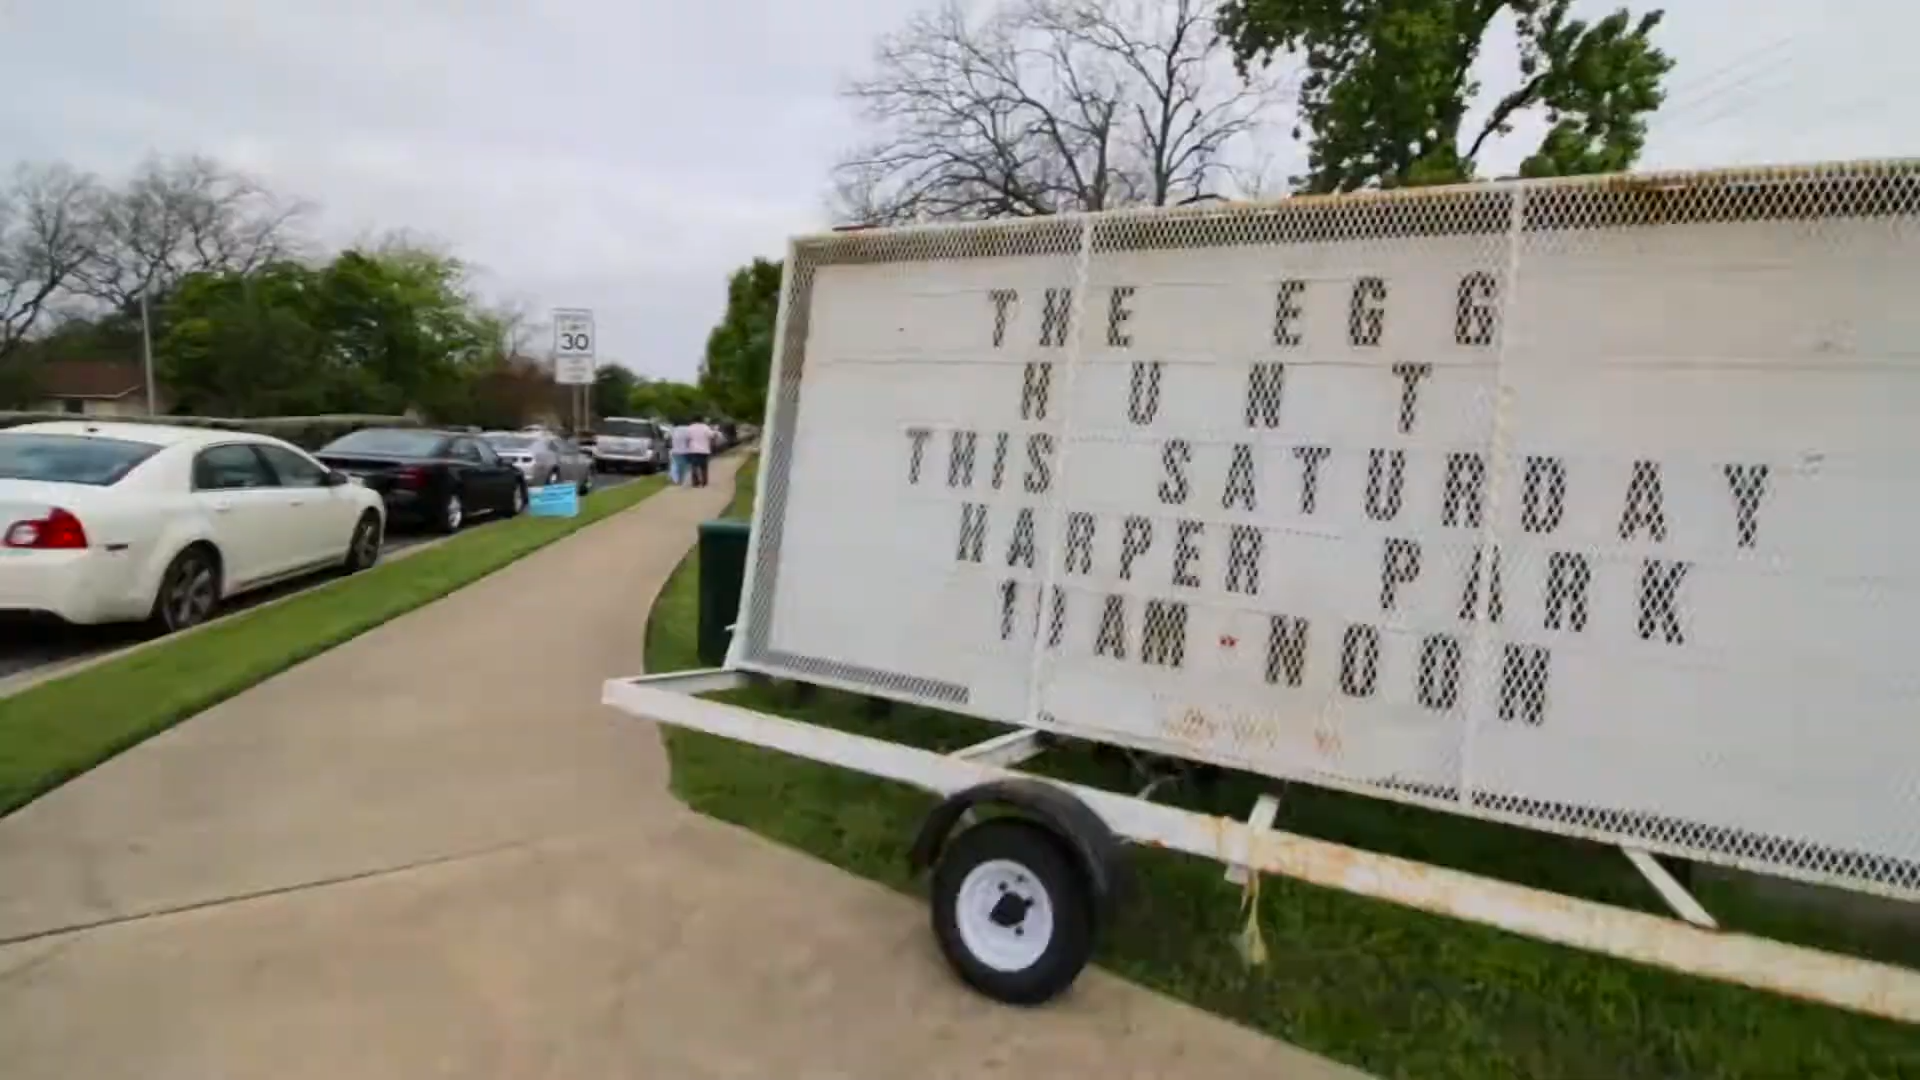 THE EGG
HUNT
THIS SATURDAY
HARPER PARK
11AM-NOON
30